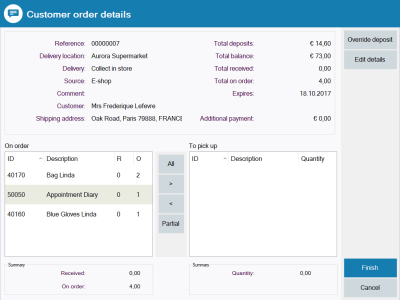 Customer order details
Reference: 00000007 Total deposits: € 14,60
Delivery location: Aurora Supermarket Total balance: € 73,00
Delivery: Collect in store Total received: 0,00
Source: E-shop Total on order: 4,00
Comment: Expires: 18.10.2017
Customer: Mrs Frederique Lefevre
Shipping address: Oak Road, Paris 79888, FRANCE Additional payment: € 0,00
Override deposit
Edit details
On order
ID Description R O
40170 Bag Linda 0 2
50050 Appointment Diary 0 1
40160 Blue Gloves Linda 0 1
All
>
<
Partial
To pick up
ID Description Quantity
Summary
Received: 0,00
On order: 4,00
Summary
Quantity: 0,00
Finish
Cancel